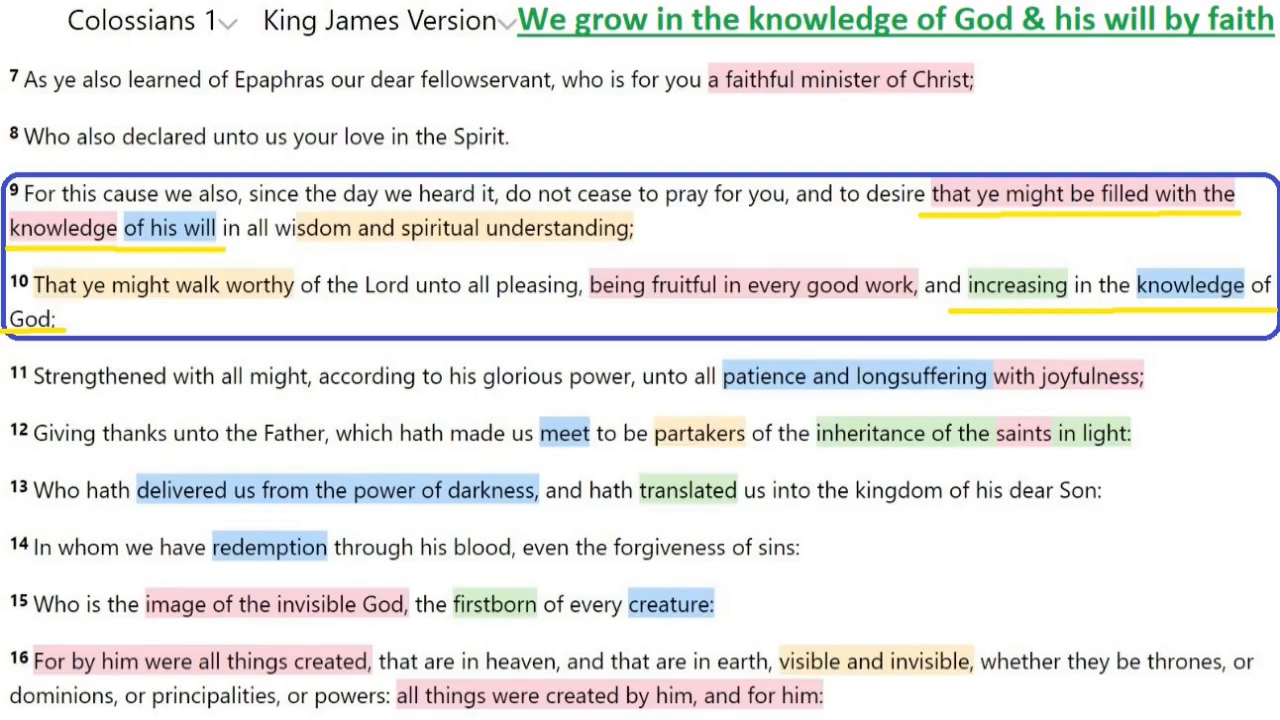 Colossians 1 King James Version We grow in the knowledge of God & his will by faith
7 As ye also learned of Epaphras our dear fellowservant, who is for you a faithful minister of Christ;
8 Who also declared unto us your love in the Spirit.
9 For this cause we also, since the day we heard it, do not cease to pray for you, and to desire that ye might be filled with the
knowledge of his will in all wisdom and spiritual understanding;
10 That ye might walk worthy of the Lord unto all pleasing, being fruitful in every good work, and increasing in the knowledge of
God;
11 Strengthened with all might, according to his glorious power, unto all patience and longsuffering with joyfulness;
12 Giving thanks unto the Father, which hath made us meet to be partakers of the inheritance of the saints in light:
13 Who hath delivered us from the power of darkness, and hath translated us into the kingdom of his dear Son:
14 In whom we have redemption through his blood, even the forgiveness of sins:
15 Who is the image of the invisible God, the firstborn of every creature:
16 For by him were all things created, that are in heaven, and that are in earth, visible and invisible, whether they be thrones, or
dominions, or principalities, or powers: all things were created by him, and for him: